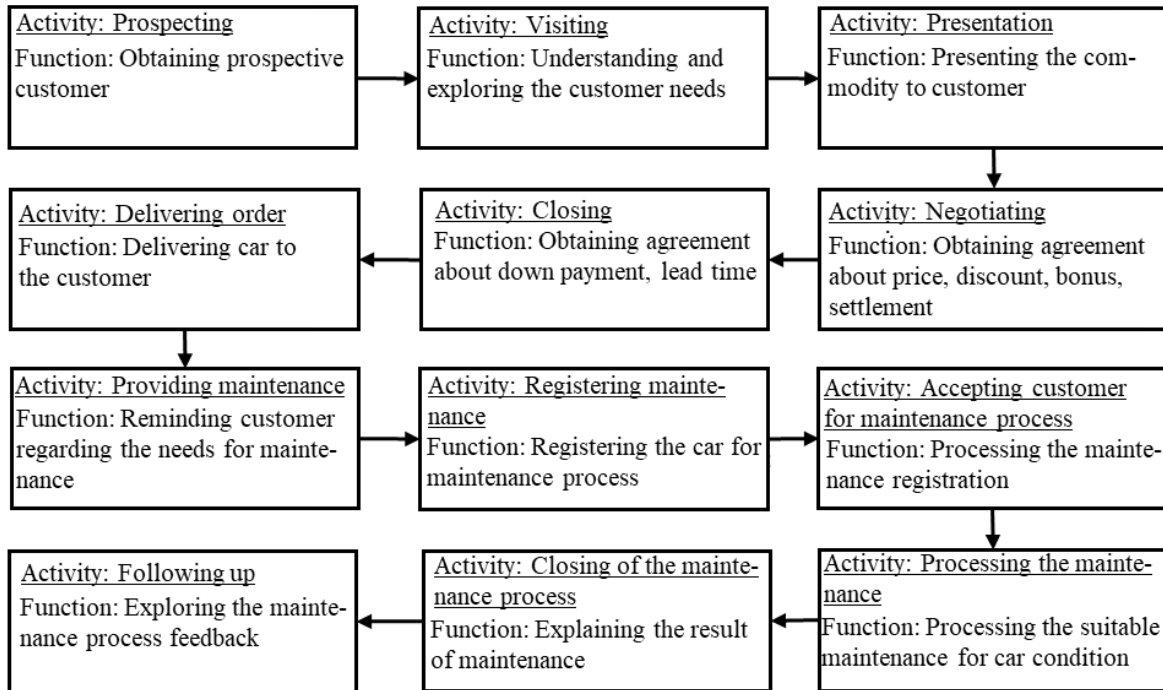 Activity: Prospecting
Function: Obtaining prospective
customer
Activity: Visiting
Function: Understanding and
exploring the customer needs
Activity: Presentation
Function: Presenting the com-
modity to customer
Activity: Negotiating
Function: Obtaining agreement
about price, discount, bonus,
settlement
Activity: Closing
Function: Obtaining agreement
about down payment, lead time
Activity: Delivering order
Function: Delivering car to
the customer
Activity: Providing maintenance
Function: Reminding customer
regarding the needs for mainte-
nance
Activity: Registering mainte-
nance
Function: Registering the car for
maintenance process
Activity: Accepting customer
for maintenance process
Function: Processing the mainte-
nance registration
Activity: Processing the mainte-
nance
Function: Processing the suitable
maintenance for car condition
Activity: Closing of the mainte-
nance process
Function: Explaining the result
of maintenance
Activity: Following up
Function: Exploring the mainte-
nance process feedback